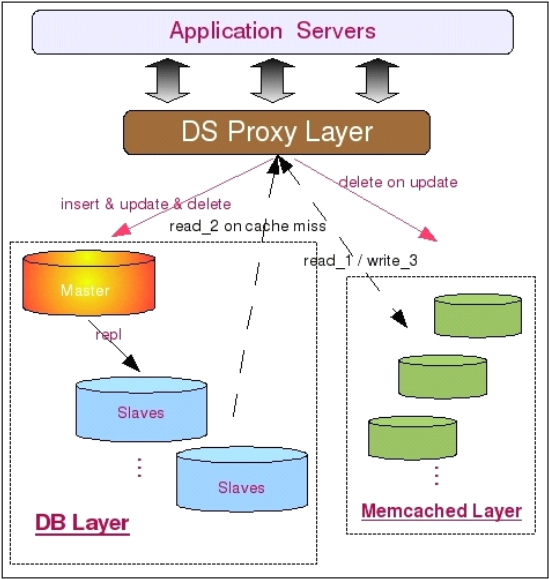 Application Servers
DS Proxy Layer
delete on update
insert & update & delete
read_2 on cache miss
read_1 / write_3
Master
repl
Slaves
Slaves
DB Layer
Memcached Layer